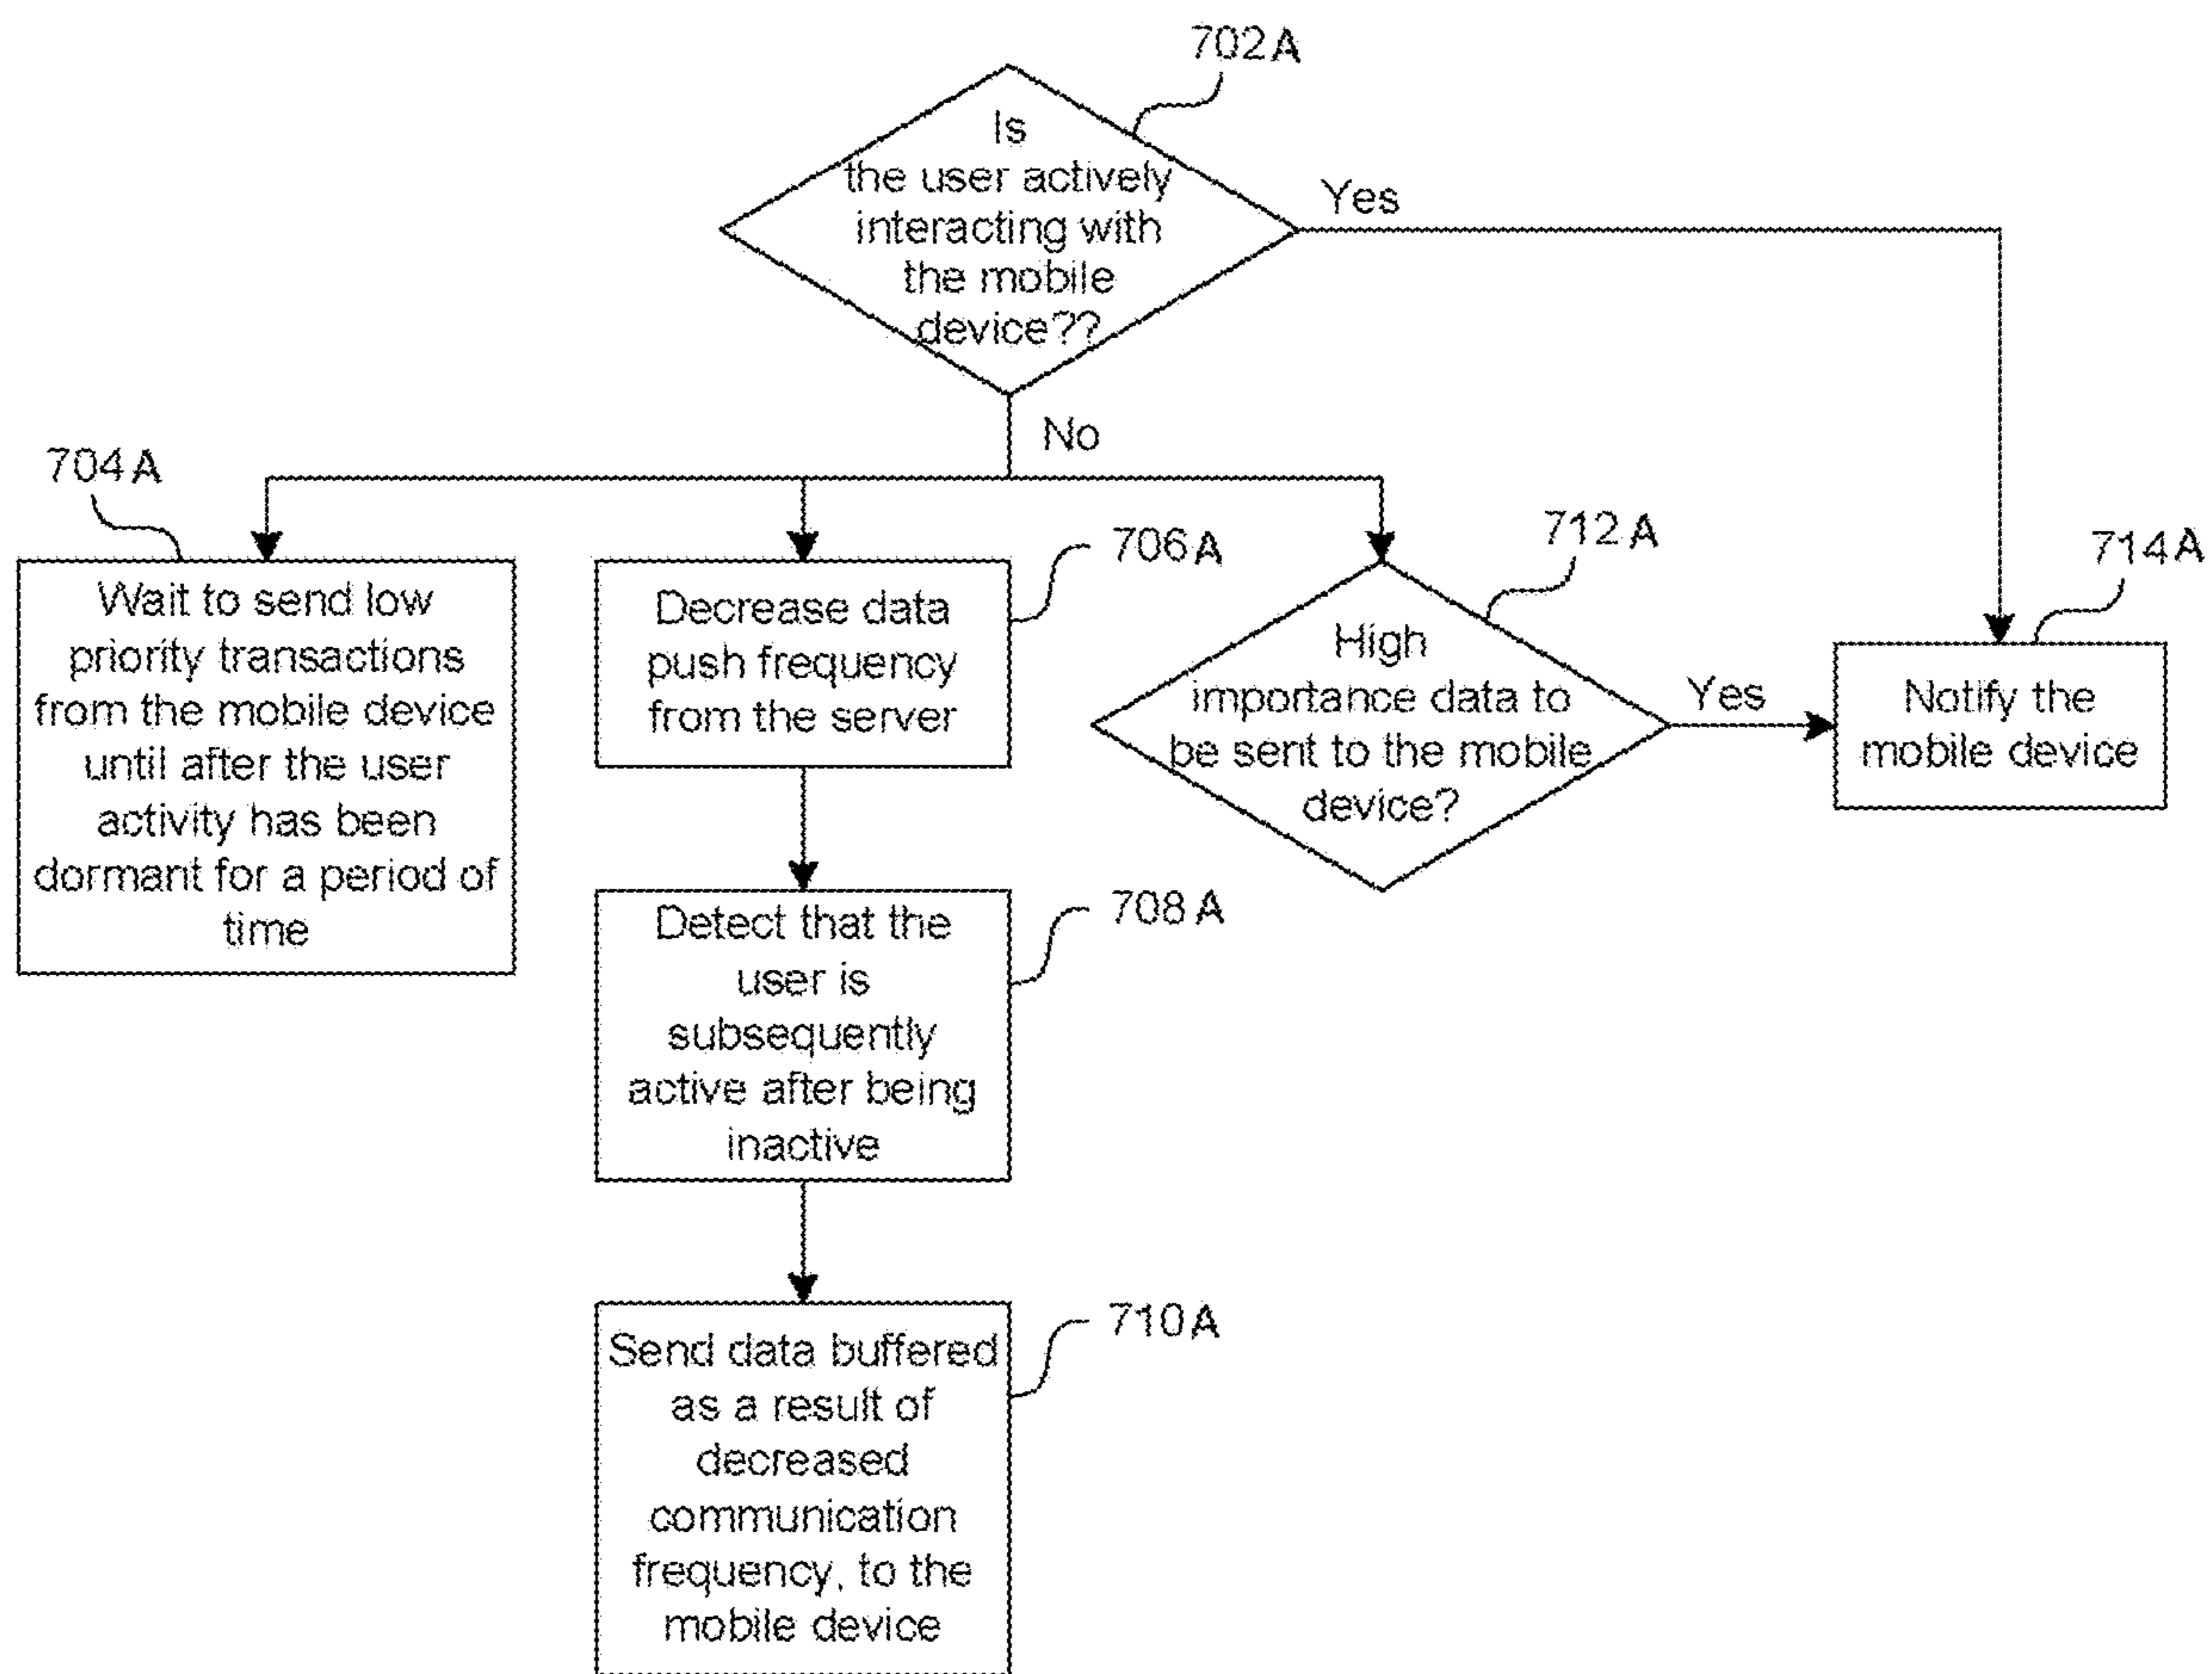 702A
Is
the user actively
interacting with
the mobile
device??
Yes
No
704A
Wait to send low
priority transactions
from the mobile device
until after the user
activity has been
dormant for a period of
time
706A
Decrease data
push frequency
from the server
712A
High
importance data to
be sent to the mobile
device?
Yes
714A
Notify the
mobile device
708A
Detect that the
user is
subsequently
active after being
inactive
710A
Send data buffered
as a result of
decreased
communication
frequency, to the
mobile device